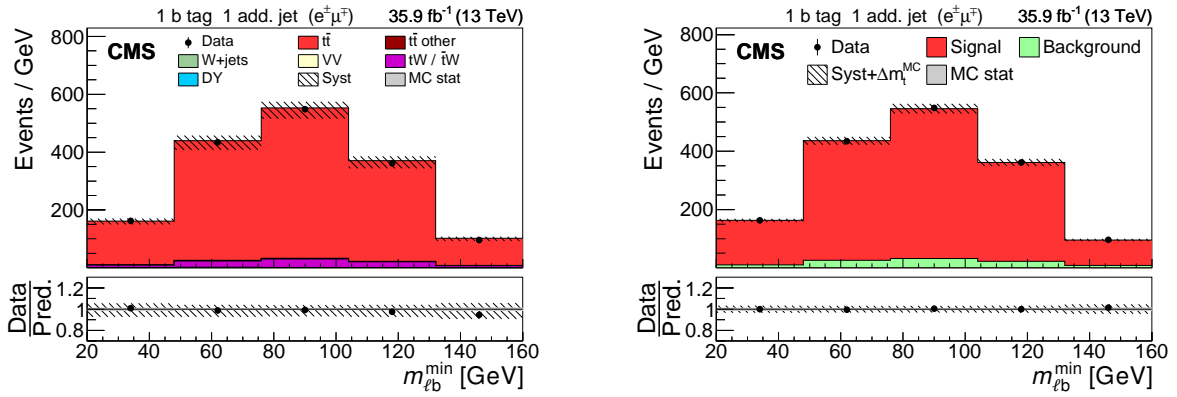 1 b tag 1 add. jet (e±μ∓) 35.9 fb⁻¹ (13 TeV)
CMS
Data
tt̄
tt̄ other
W+jets
VV
tW / t̄W
DY
Syst
MC stat
Events / GeV
800
600
400
200
Data
Pred.
1.2
1
0.8
20 40 60 80 100 120 140 160
m_ℓb^min [GeV]
1 b tag 1 add. jet (e±μ∓) 35.9 fb⁻¹ (13 TeV)
CMS
Data
Signal
Background
Syst+Δm_t^MC
MC stat
Events / GeV
800
600
400
200
Data
Pred.
1.2
1
0.8
20 40 60 80 100 120 140 160
m_ℓb^min [GeV]